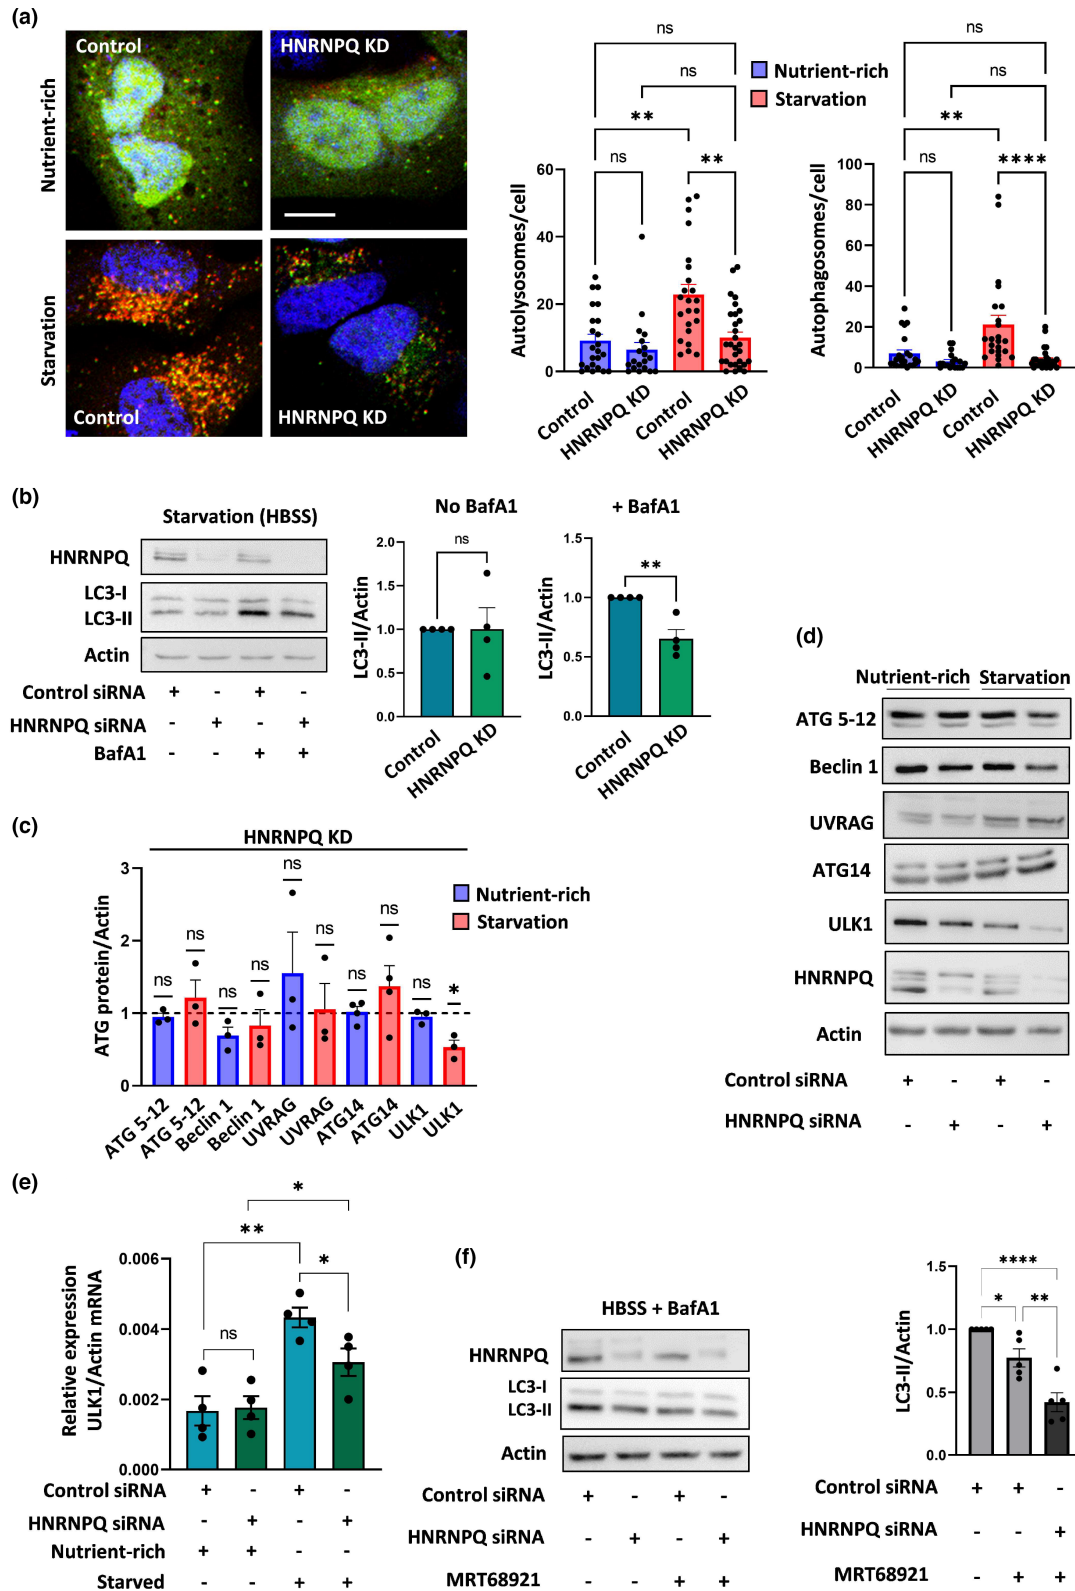 (a)
Control
HNRNPQ KD
Nutrient-rich
Starvation
Control
HNRNPQ KD
ns
ns
**
ns
**
Nutrient-rich
Starvation
Autolysosomes/cell
60
40
20
0
Control
HNRNPQ KD
Control
HNRNPQ KD
ns
ns
**
ns
****
Autophagosomes/cell
100
80
60
40
20
0
Control
HNRNPQ KD
Control
HNRNPQ KD
(b)
Starvation (HBSS)
HNRNPQ
LC3-I
LC3-II
Actin
Control siRNA + - + -
HNRNPQ siRNA - + - +
BafA1 - - + +
No BafA1
ns
LC3-II/Actin
2.0
1.5
1.0
0.5
0.0
Control
HNRNPQ KD
+ BafA1
**
LC3-II/Actin
1.5
1.0
0.5
0.0
Control
HNRNPQ KD
(c)
HNRNPQ KD
Nutrient-rich
Starvation
ATG protein/Actin
3
2
1
0
ns ns ns ns ns ns ns ns ns *
ATG 5-12
ATG 5-12
Beclin 1
Beclin 1
UVRAG
UVRAG
ATG14
ATG14
ULK1
ULK1
(d)
Nutrient-rich Starvation
ATG 5-12
Beclin 1
UVRAG
ATG14
ULK1
HNRNPQ
Actin
Control siRNA + - + -
HNRNPQ siRNA - + - +
(e)
*
**
*
ns
Relative expression
ULK1/Actin mRNA
0.006
0.004
0.002
0.000
Control siRNA + - + -
HNRNPQ siRNA - + - +
Nutrient-rich + + - -
Starved - - + +
(f)
HBSS + BafA1
HNRNPQ
LC3-I
LC3-II
Actin
Control siRNA + - + -
HNRNPQ siRNA - + - +
MRT68921 - - + +
****
* **
LC3-II/Actin
1.5
1.0
0.5
0.0
Control siRNA + + -
HNRNPQ siRNA - - +
MRT68921 - + +